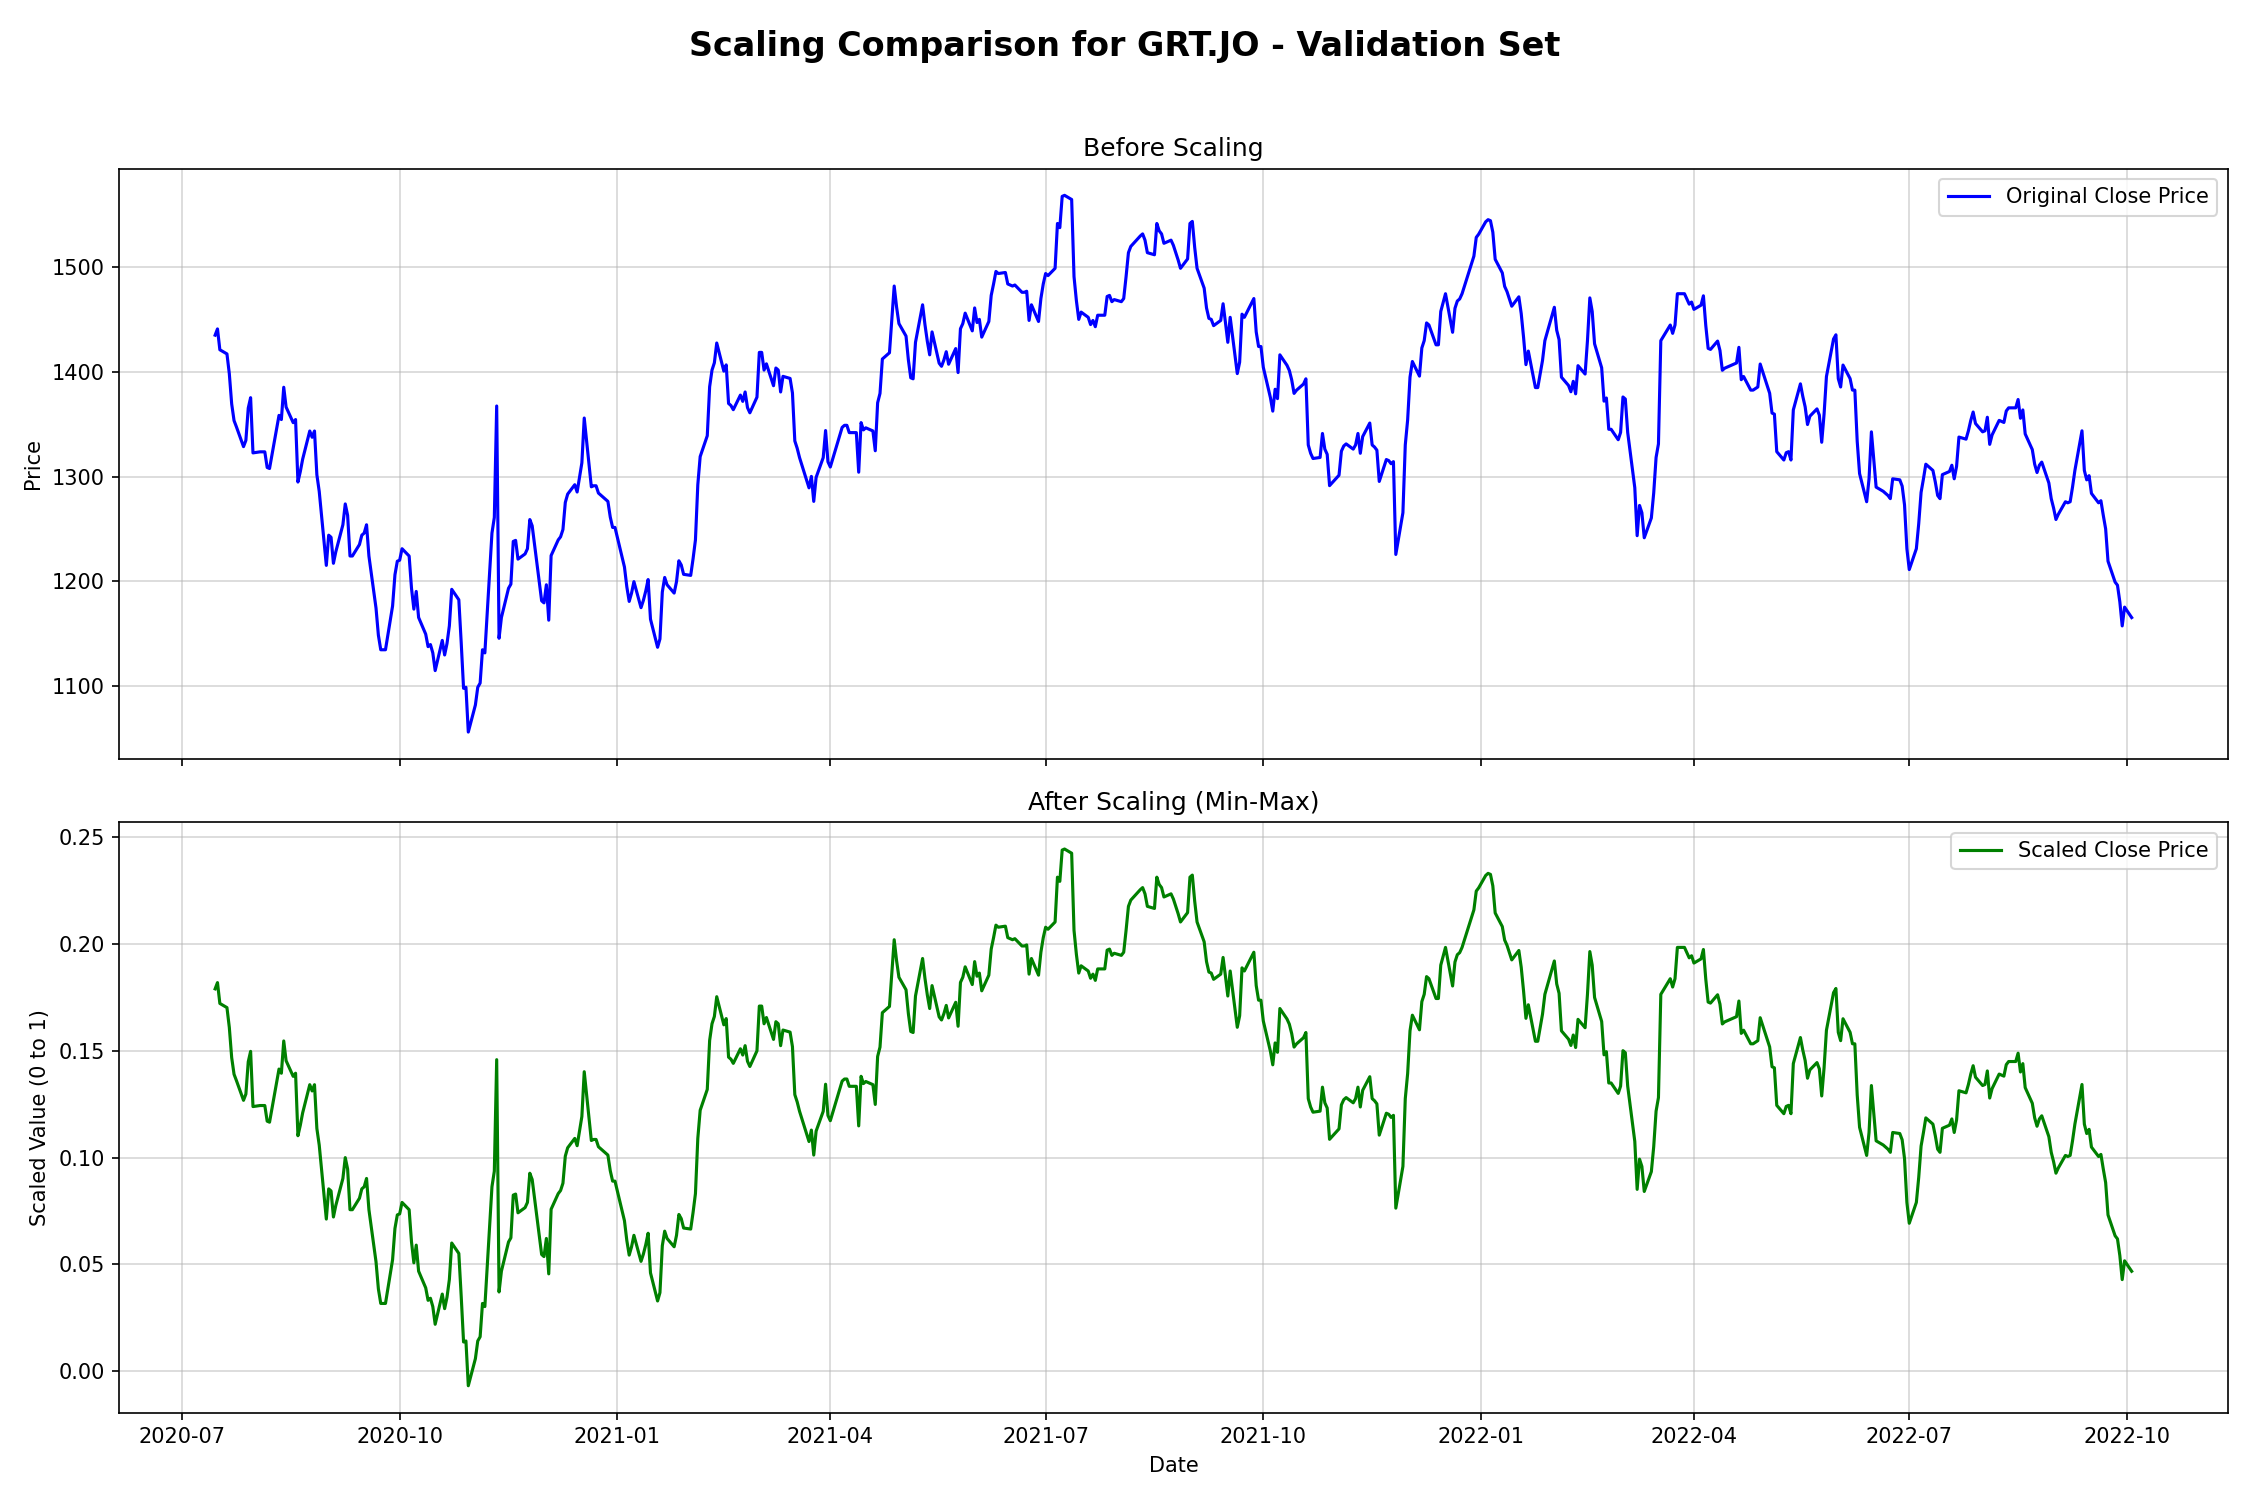 Scaling Comparison for GRT.JO - Validation Set
Before Scaling
Original Close Price
Price
1500
1400
1300
1200
1100
After Scaling (Min-Max)
Scaled Close Price
Scaled Value (0 to 1)
0.25
0.20
0.15
0.10
0.05
0.00
2020-07 2020-10 2021-01 2021-04 2021-07 2021-10 2022-01 2022-04 2022-07 2022-10
Date